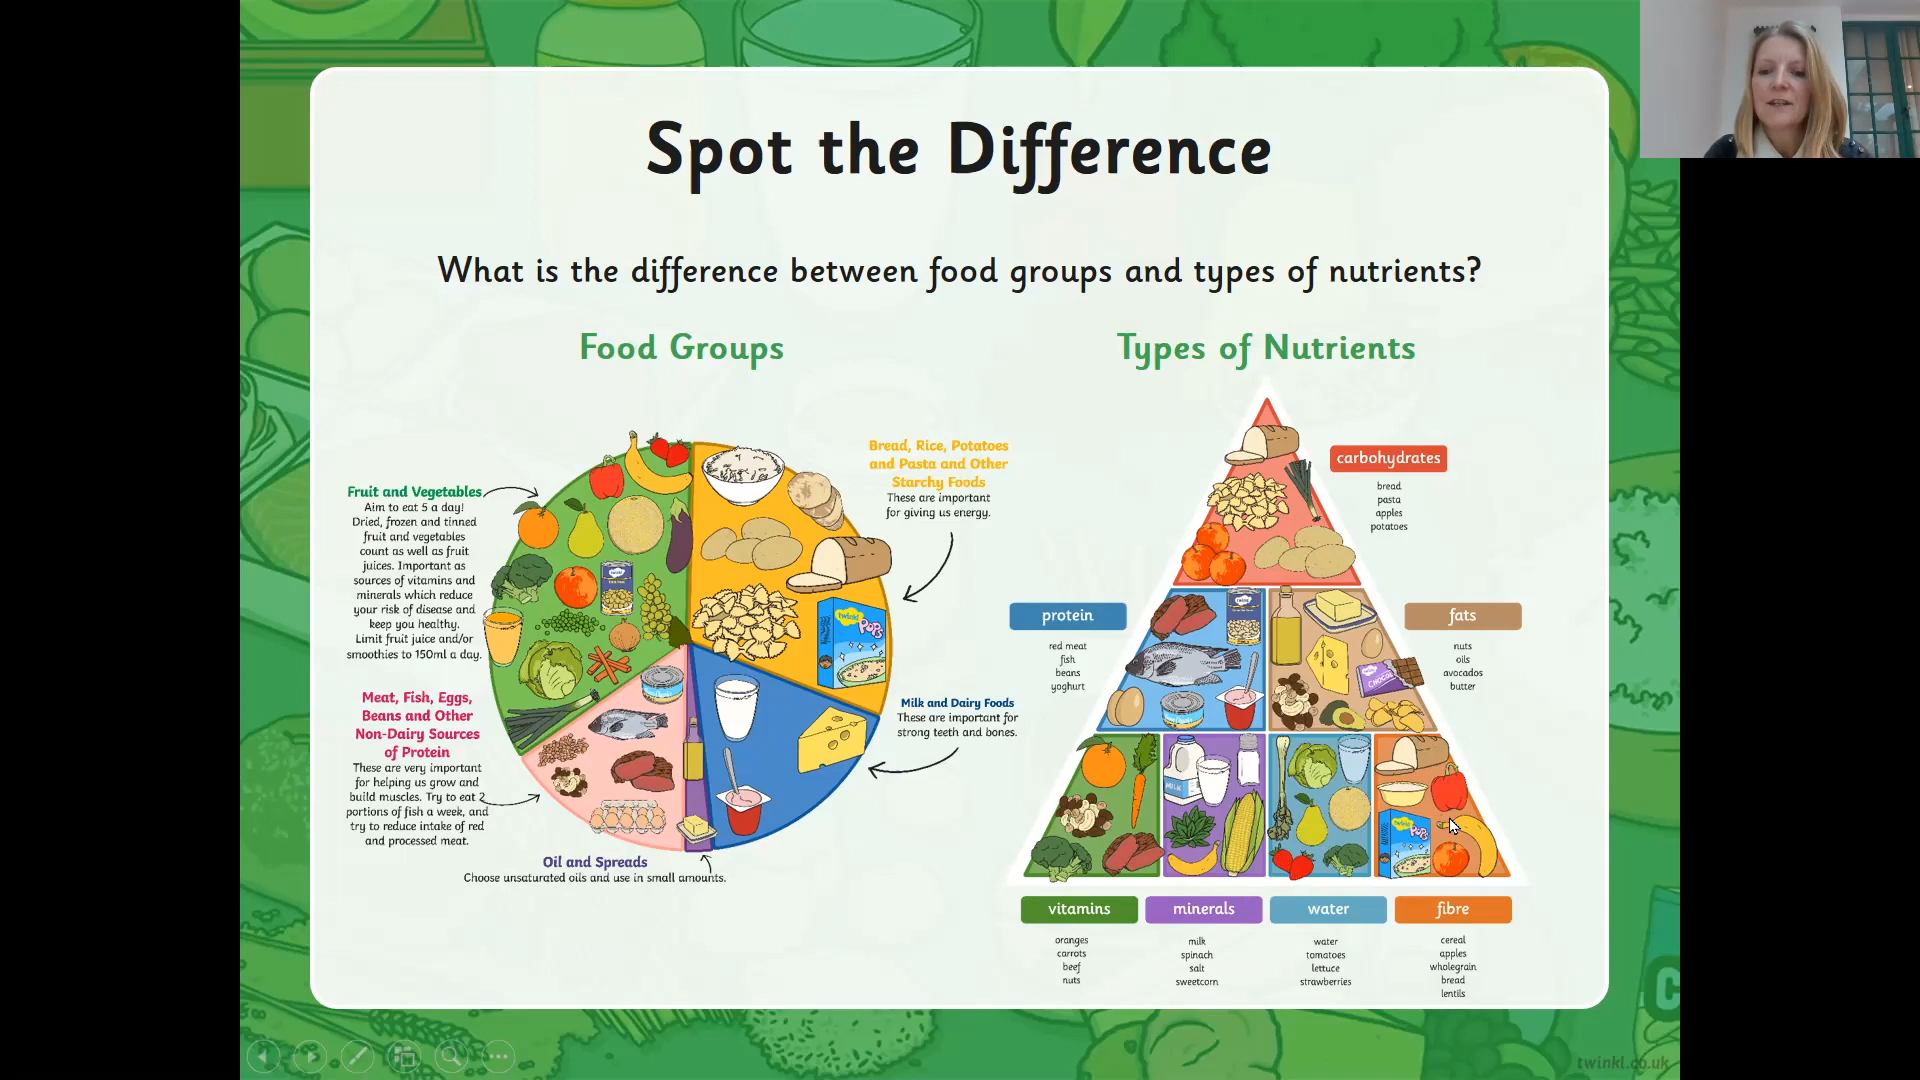 Spot the Difference
What is the difference between food groups and types of nutrients?
Food Groups
Fruit and Vegetables
Aim to eat 5 a day!
Dried, frozen and tinned
fruit and vegetables
count as well as fruit
juices. Important as
sources of vitamins and
minerals which reduce
your risk of disease and
keep you healthy.
Limit fruit juice and/or
smoothies to 150ml a day.
Bread, Rice, Potatoes
and Pasta and Other
Starchy Foods
These are important
for giving us energy.
twinkl
POPS
Meat, Fish, Eggs,
Beans and Other
Non-Dairy Sources
of Protein
These are very important
for helping us grow and
build muscles. Try to eat 2
portions of fish a week, and
try to reduce intake of red
and processed meat.
Milk and Dairy Foods
These are important for
strong teeth and bones.
Oil and Spreads
Choose unsaturated oils and use in small amounts.
Types of Nutrients
carbohydrates
bread
pasta
apples
potatoes
protein
red meat
fish
beans
yoghurt
fats
nuts
oils
avocados
butter
CHOCO
MILK
twinkl
POPS
vitamins
oranges
carrots
beef
nuts
minerals
milk
spinach
salt
sweetcorn
water
water
tomatoes
lettuce
strawberries
fibre
cereal
apples
wholegrain
bread
lentils
twinkl.co.uk